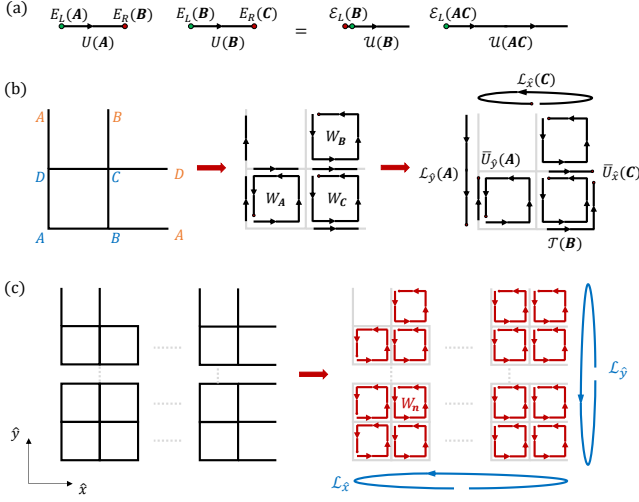 (a)
E_L(A) E_R(B) E_L(B) E_R(C) ℰ_L(B) ℰ_L(AC)
U(A) U(B) = 𝒰(B) 𝒰(AC)
(b)
ℒ_x̂(C)
A B
W_B
ℒ_ŷ(A) Ū_ŷ(A) Ū_x̂(C)
D C D
W_A W_C
A B A
𝒯(B)
(c)
ℒ_ŷ
W_n
ŷ
x̂
ℒ_x̂